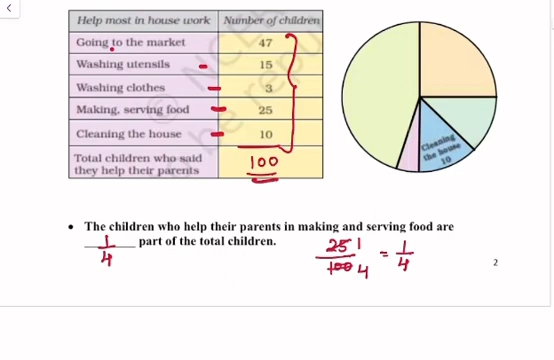 Help most in house work Number of children
Going to the market 47
Washing utensils 15
Washing clothes 3
Making, serving food 25
Cleaning the house 10
Total children who said 100
they help their parents
Cleaning
the house
10
• The children who help their parents in making and serving food are
1/4 part of the total children.
25/100 1/4 = 1/4
2